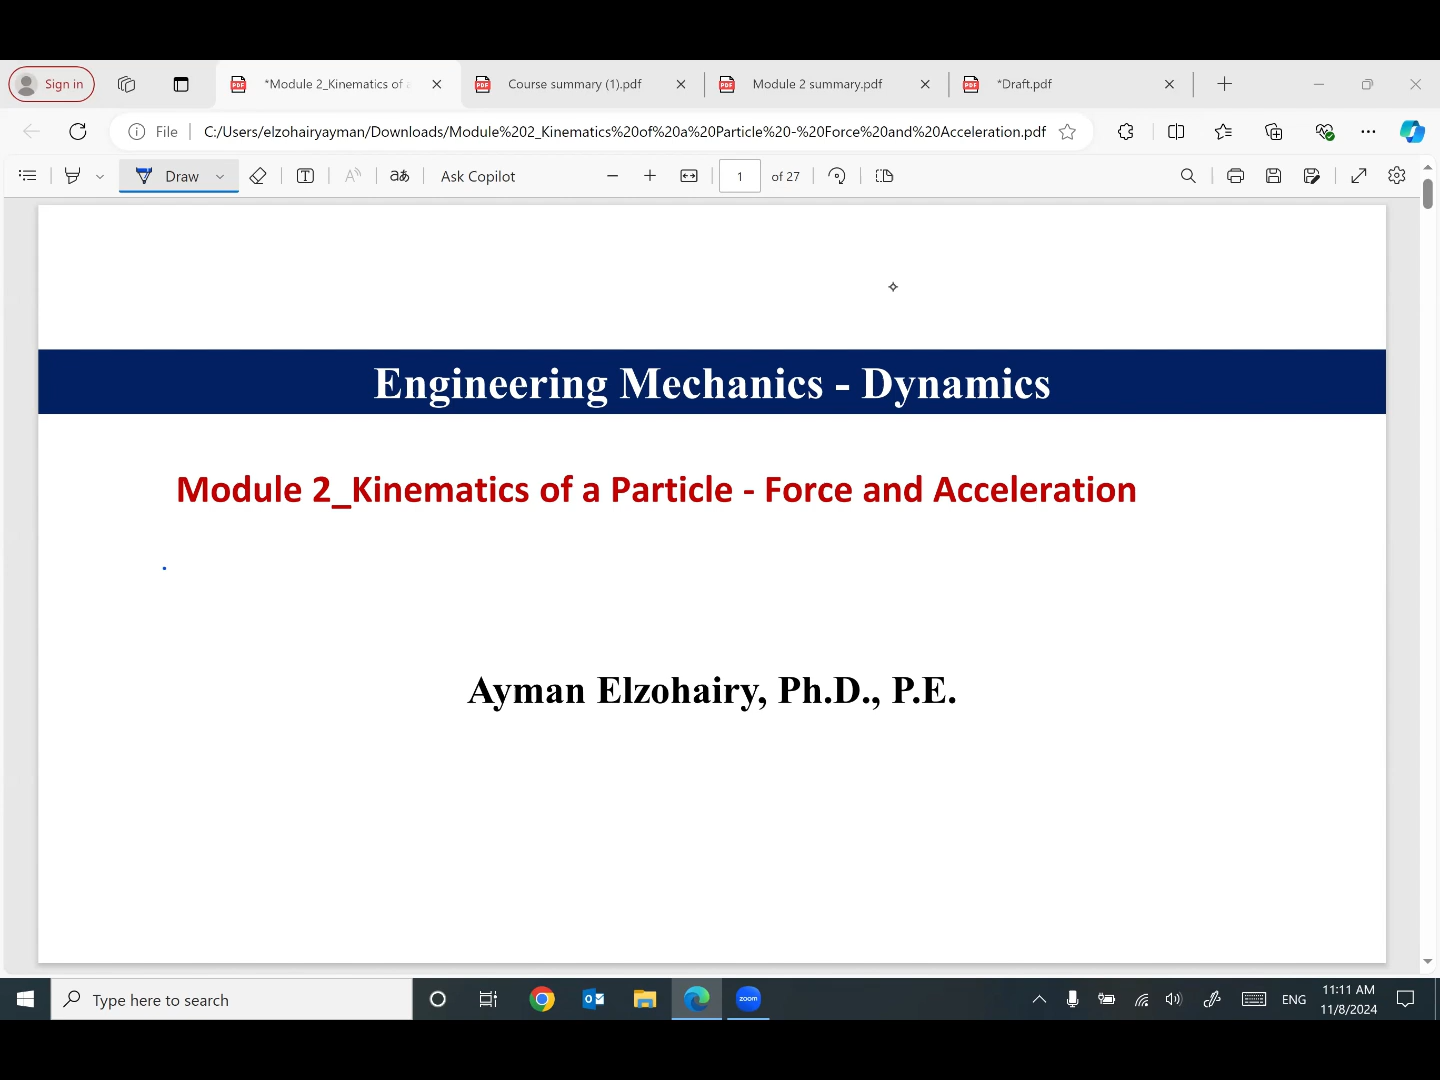 Sign in
*Module 2_Kinematics of
Course summary (1).pdf
Module 2 summary.pdf
*Draft.pdf
File
C:/Users/elzohairyayman/Downloads/Module%202_Kinematics%20of%20a%20Particle%20-%20Force%20and%20Acceleration.pdf
Draw
aあ
Ask Copilot
1 of 27
Engineering Mechanics - Dynamics
Module 2_Kinematics of a Particle - Force and Acceleration
Ayman Elzohairy, Ph.D., P.E.
Type here to search
zoom
ENG
11:11 AM
11/8/2024